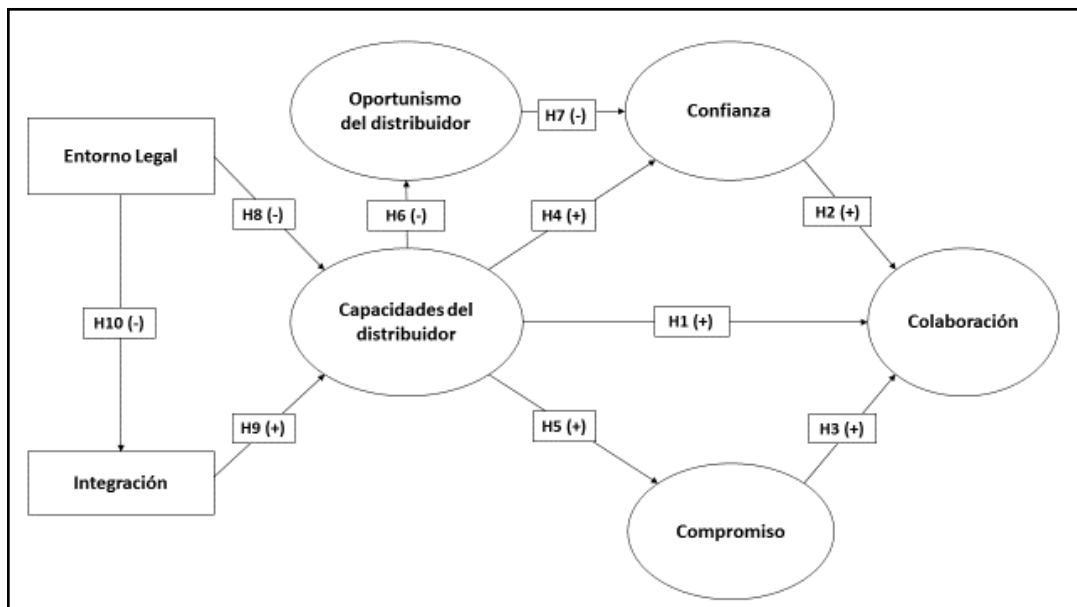 Oportunismo
del distribuidor
H7 (-)
Confianza
Entorno Legal
H8 (-)
H6 (-)
H4 (+)
H2 (+)
H10 (-)
Capacidades del
distribuidor
H1 (+)
Colaboración
H9 (+)
H5 (+)
H3 (+)
Integración
Compromiso